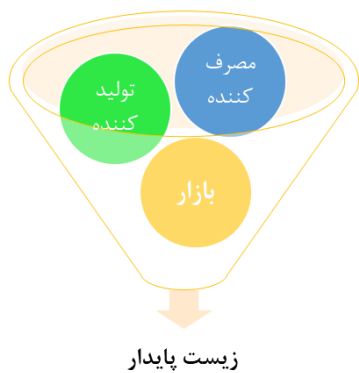 مصرف
کننده
تولید
کننده
بازار
زیست پایدار